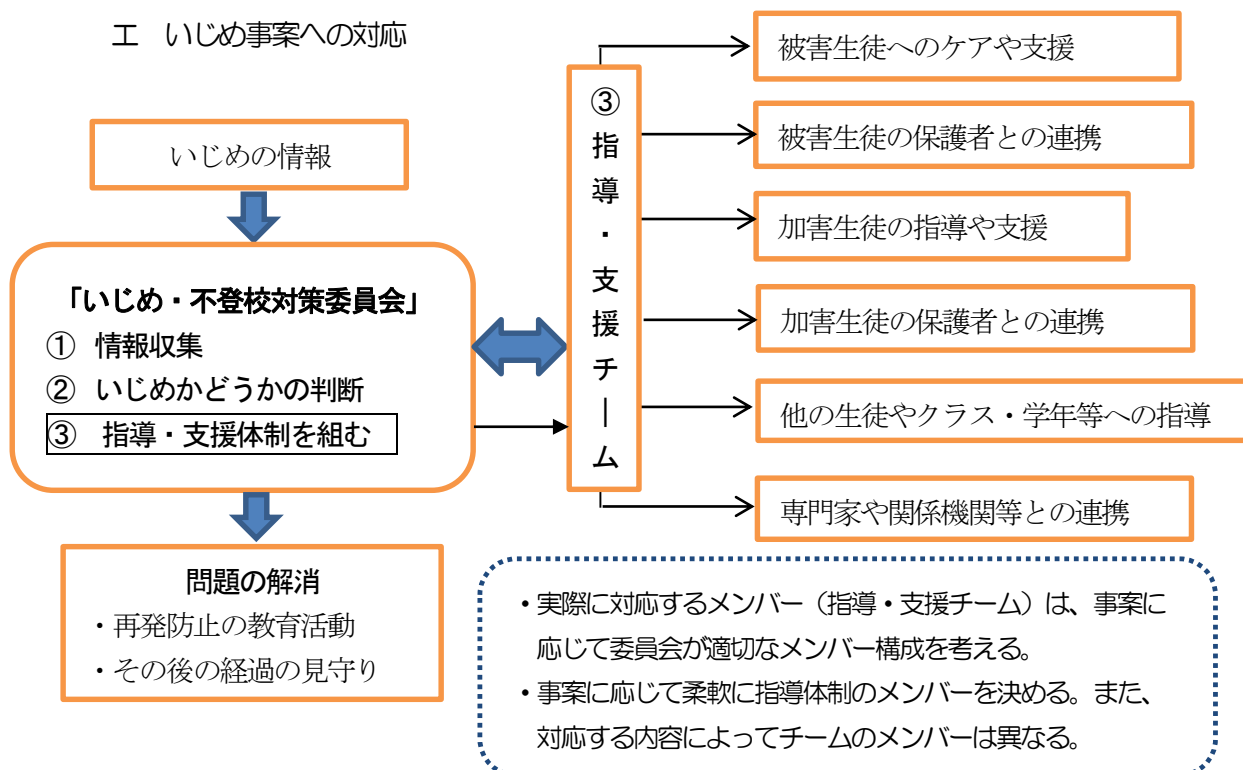 エ いじめ事案への対応
いじめの情報
「いじめ・不登校対策委員会」
① 情報収集
② いじめかどうかの判断
③ 指導・支援体制を組む
問題の解消
・再発防止の教育活動
・その後の経過の見守り
③指導・支援チーム
被害生徒へのケアや支援
被害生徒の保護者との連携
加害生徒の指導や支援
加害生徒の保護者との連携
他の生徒やクラス・学年等への指導
専門家や関係機関等との連携
・実際に対応するメンバー（指導・支援チーム）は、事案に
応じて委員会が適切なメンバー構成を考える。
・事案に応じて柔軟に指導体制のメンバーを決める。また、
対応する内容によってチームのメンバーは異なる。